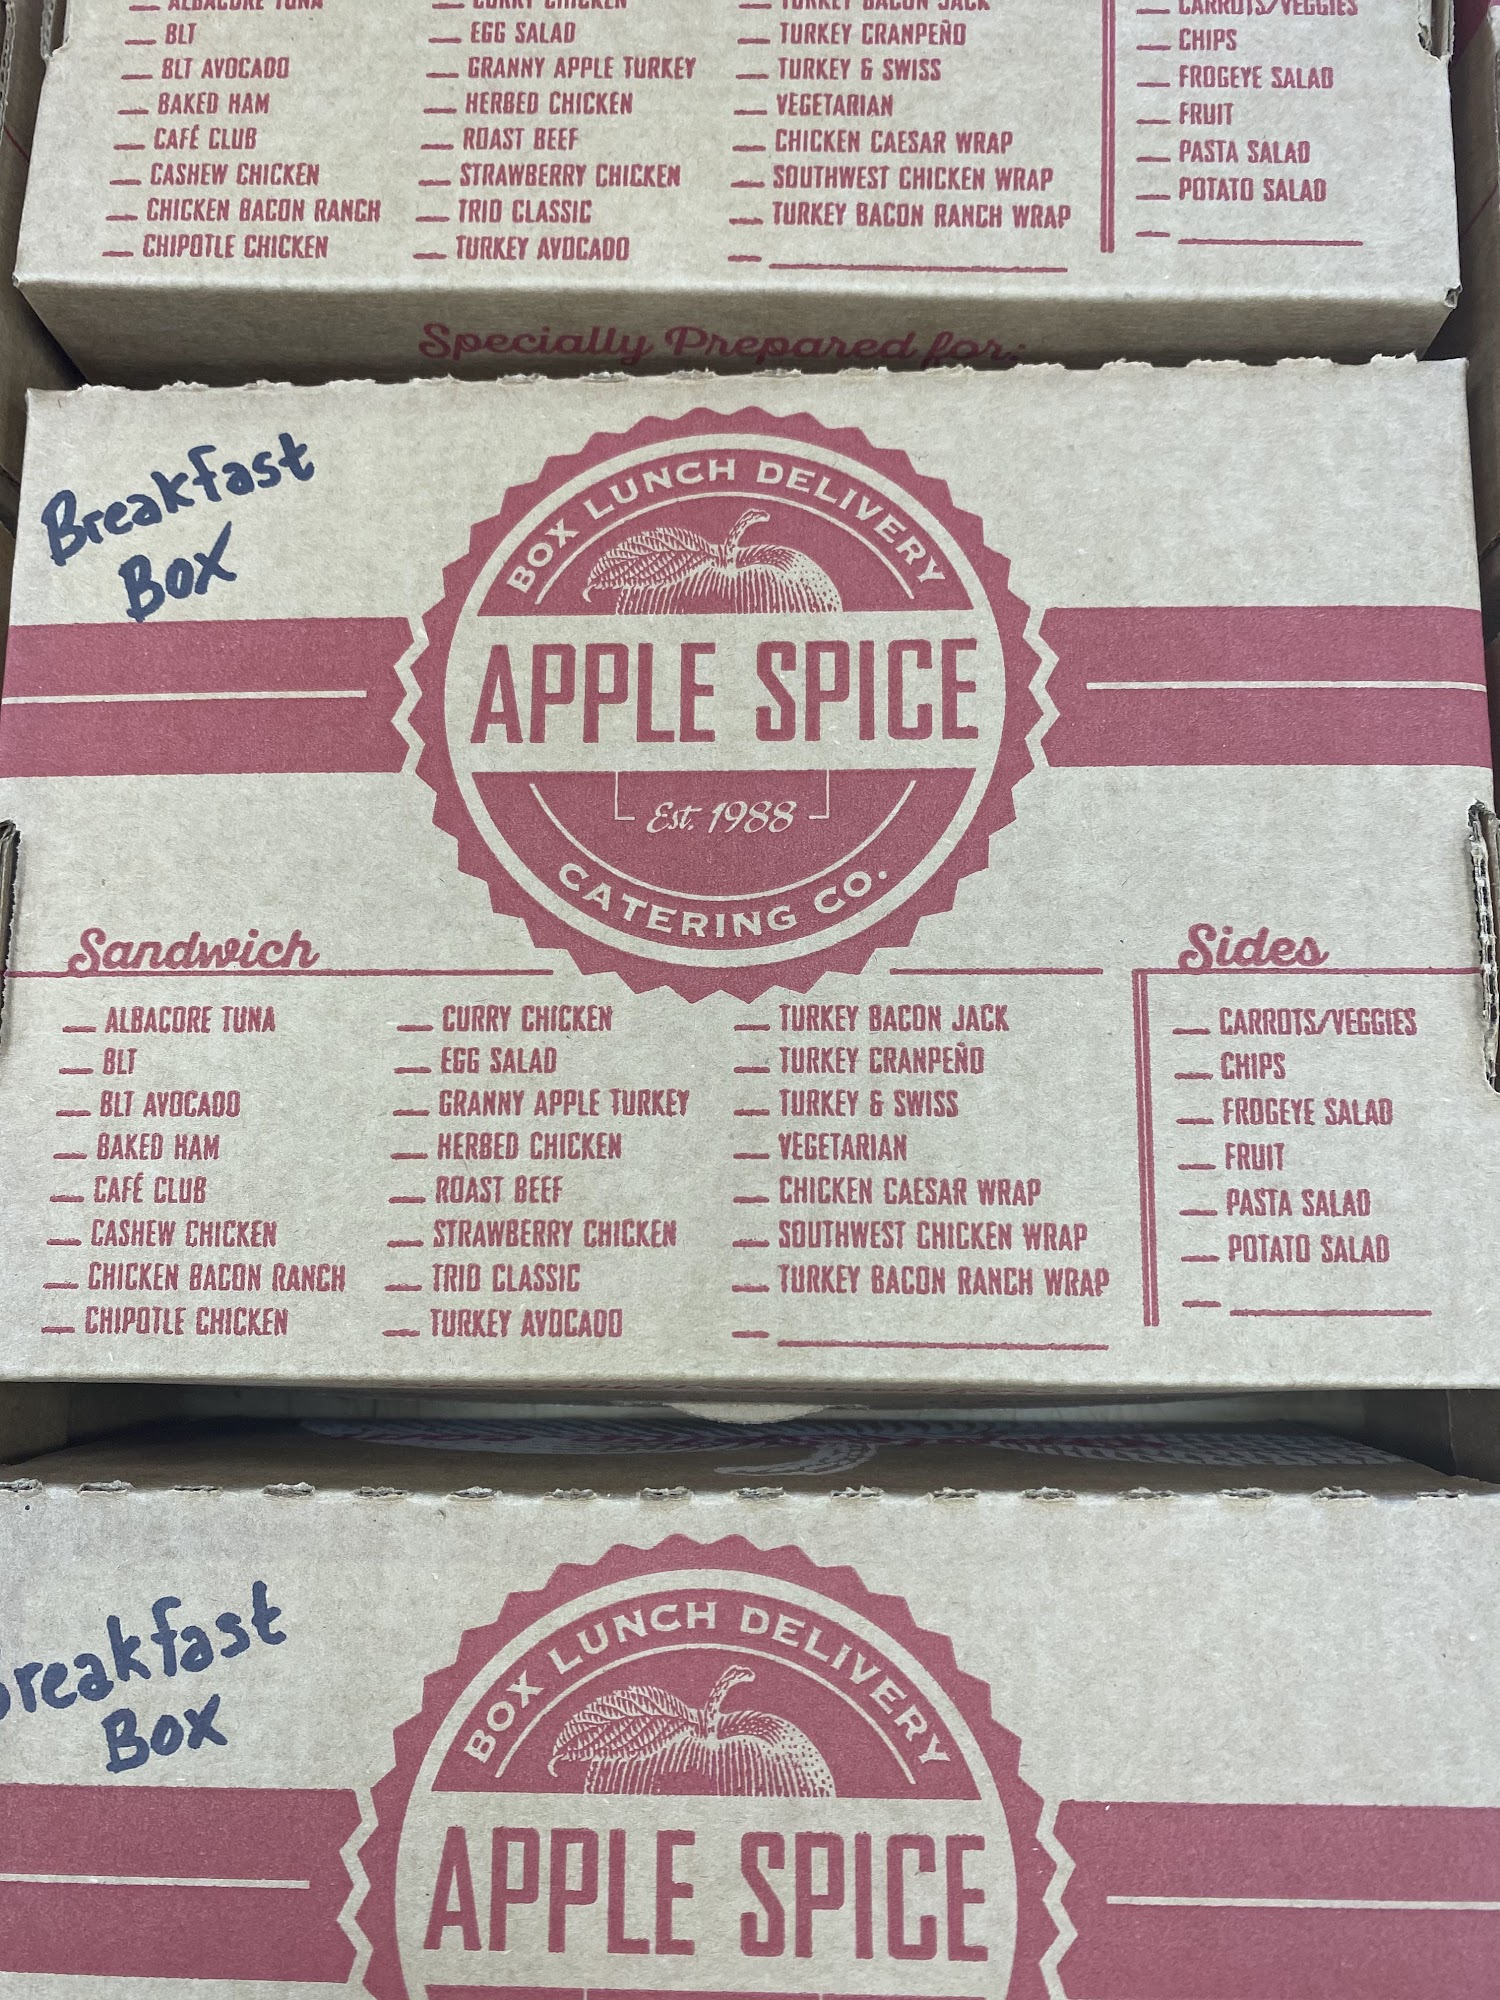 BLT
BLT AVOCADO
BAKED HAM
CAFÉ CLUB
CASHEW CHICKEN
CHICKEN BACON RANCH
CHIPOTLE CHICKEN
EGG SALAD
GRANNY APPLE TURKEY
HERBED CHICKEN
ROAST BEEF
STRAWBERRY CHICKEN
TRIO CLASSIC
TURKEY AVOCADO
TURKEY BACON JACK
TURKEY CRANPEÑO
TURKEY & SWISS
VEGETARIAN
CHICKEN CAESAR WRAP
SOUTHWEST CHICKEN WRAP
TURKEY BACON RANCH WRAP
CARROTS/VEGGIES
CHIPS
FROGEYE SALAD
FRUIT
PASTA SALAD
POTATO SALAD
Specially Prepared for:
Breakfast
Box
BOX LUNCH DELIVERY
APPLE SPICE
Est. 1988
CATERING CO.
Sandwich
ALBACORE TUNA
BLT
BLT AVOCADO
BAKED HAM
CAFÉ CLUB
CASHEW CHICKEN
CHICKEN BACON RANCH
CHIPOTLE CHICKEN
CURRY CHICKEN
EGG SALAD
GRANNY APPLE TURKEY
HERBED CHICKEN
ROAST BEEF
STRAWBERRY CHICKEN
TRIO CLASSIC
TURKEY AVOCADO
TURKEY BACON JACK
TURKEY CRANPEÑO
TURKEY & SWISS
VEGETARIAN
CHICKEN CAESAR WRAP
SOUTHWEST CHICKEN WRAP
TURKEY BACON RANCH WRAP
Sides
CARROTS/VEGGIES
CHIPS
FROGEYE SALAD
FRUIT
PASTA SALAD
POTATO SALAD
Breakfast
Box
BOX LUNCH DELIVERY
APPLE SPICE